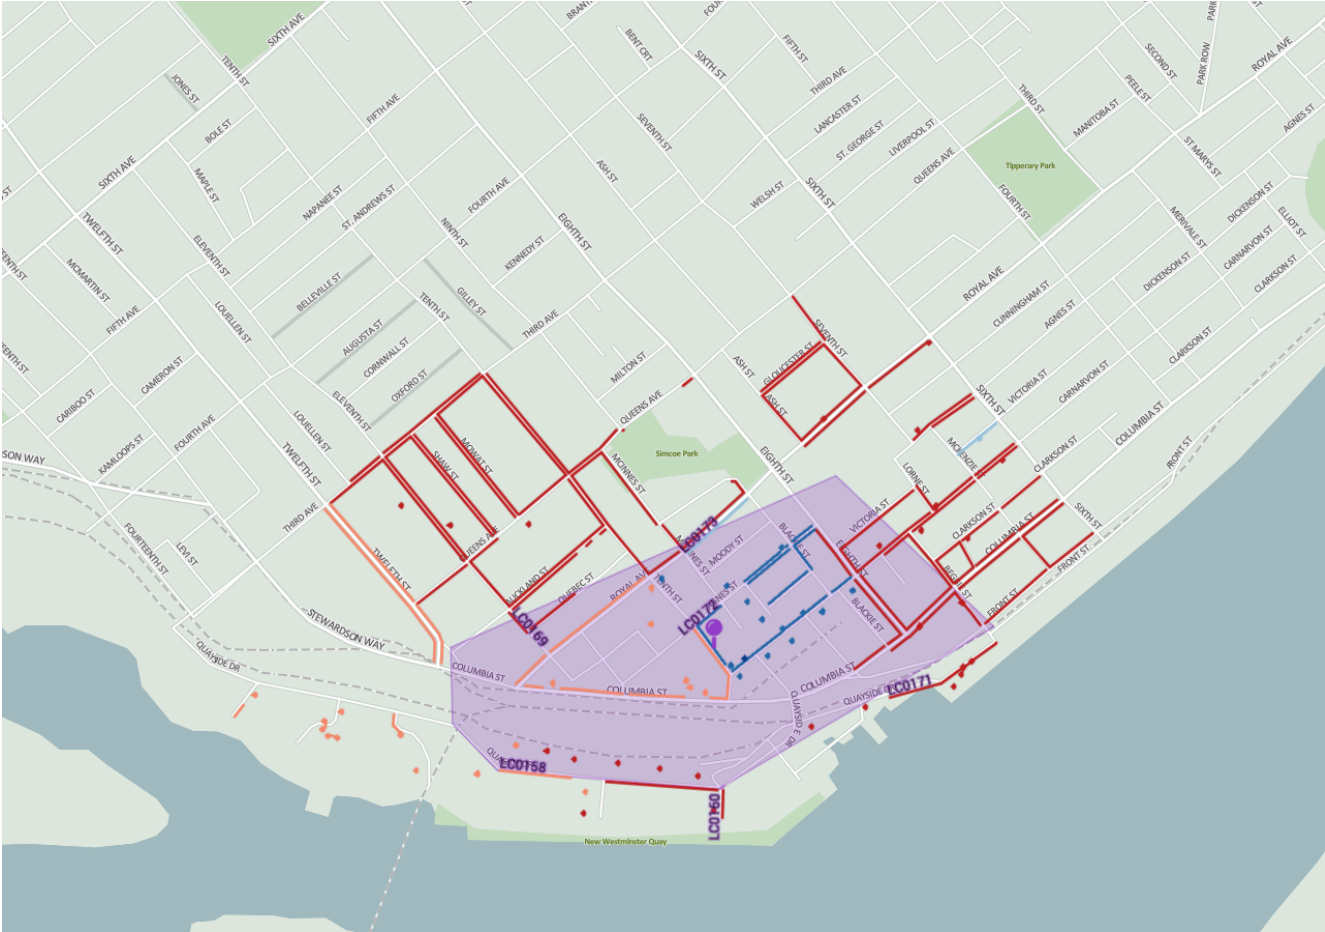 SIXTH AVE
TENTH ST
JONES ST
BOLE ST
FIFTH AVE
BENT CRT
SIXTH ST
FIFTH ST
THIRD AVE
LANCASTER ST
ST. GEORGE ST
LIVERPOOL ST
QUEENS AVE
THIRD ST
MANITOBA ST
PEELE ST
SECOND ST
PARK ROW
PARK
ROYAL AVE
AGNES ST
ST MARYS ST
SEVENTH ST
ASH ST
WELSH ST
SIXTH ST
Tipperary Park
FOURTH ST
SIXTH AVE
MAPLE ST
NAPANEE ST
ST. ANDREWS ST
FOURTH AVE
NINTH ST
EIGHTH ST
KENNEDY ST
DICKENSON ST
ELLIOT ST
MERIVALE ST
CARNARVON ST
CLARKSON ST
DICKENSON ST
TWELFTH ST
ELEVENTH ST
MCMARTIN ST
BELLEVILLE ST
GILLEY ST
TENTH ST
THIRD AVE
ROYAL AVE
CUNNINGHAM ST
AGNES ST
FIFTH AVE
LOUELLEN ST
AUGUSTA ST
CORNWALL ST
OXFORD ST
MILTON ST
ASH ST
SEVENTH ST
GLOUCESTER ST
CLARKSON ST
CAMERON ST
CARIBOO ST
ELEVENTH ST
LOUELLEN ST
QUEENS AVE
ASH ST
SIXTH ST
VICTORIA ST
CARNARVON ST
COLUMBIA ST
FOURTH AVE
KAMLOOPS ST
TWELFTH ST
SHAW ST
MOWAT ST
MCINNES ST
Simcoe Park
EIGHTH ST
LORNE ST
MCKENZIE
CLARKSON ST
FRONT ST
SON WAY
THIRD AVE
FOURTEENTH ST
LEVI ST
TWELFTH ST
QUEENS AVE
AUCKLAND ST
QUEBEC ST
ROYAL AV
TENTH ST
LC0173
MOODY ST
BLACKIE ST
EIGHTH ST
VICTORIA ST
CLARKSON ST
COLUMBIA ST
SIXTH ST
FRONT ST
BEGBIE ST
FRONT ST
LC0169
LC0172
BLACKIE ST
STEWARDSON WAY
QUAYSIDE DR
COLUMBIA ST
COLUMBIA ST
COLUMBIA ST
QUAYSIDE DR
QUAYSIDE DR
LC0171
LC0158
LC0160
New Westminster Quay